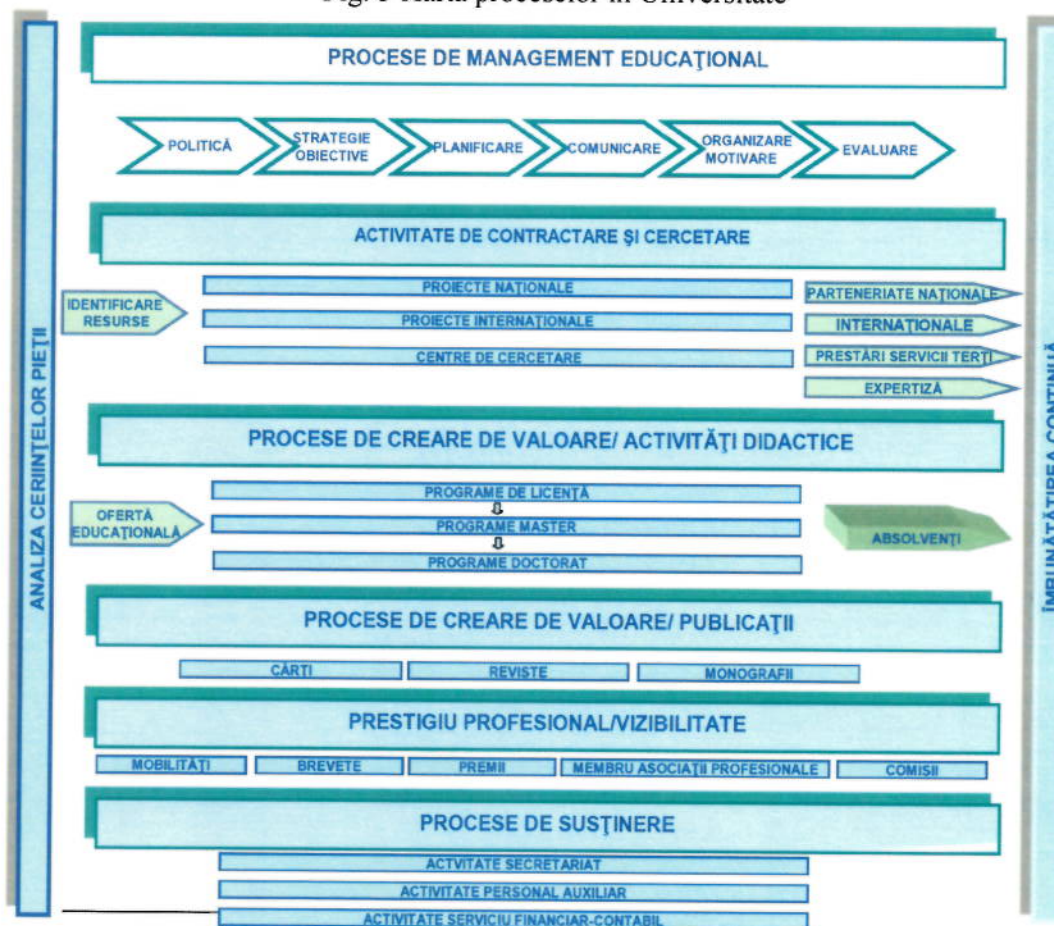 Fig. 1 Harta proceselor în Universitate
ANALIZA CERIINŢELOR PIEŢII
PROCESE DE MANAGEMENT EDUCAŢIONAL
POLITICĂ
STRATEGIE
OBIECTIVE
PLANIFICARE
COMUNICARE
ORGANIZARE
MOTIVARE
EVALUARE
ACTIVITATE DE CONTRACTARE ŞI CERCETARE
IDENTIFICARE
RESURSE
PROIECTE NAŢIONALE
PROIECTE INTERNAŢIONALE
CENTRE DE CERCETARE
PARTENERIATE NAŢIONALE
INTERNAŢIONALE
PRESTĂRI SERVICII TERŢI
EXPERTIZĂ
PROCESE DE CREARE DE VALOARE/ ACTIVITĂŢI DIDACTICE
OFERTĂ
EDUCAŢIONALĂ
PROGRAME DE LICENŢĂ
PROGRAME MASTER
PROGRAME DOCTORAT
ABSOLVENŢI
PROCESE DE CREARE DE VALOARE/ PUBLICAŢII
CĂRŢI
REVISTE
MONOGRAFII
PRESTIGIU PROFESIONAL/VIZIBILITATE
MOBILITĂŢI
BREVETE
PREMII
MEMBRU ASOCIAŢII PROFESIONALE
COMISII
PROCESE DE SUSŢINERE
ACTVITATE SECRETARIAT
ACTIVITATE PERSONAL AUXILIAR
ACTIVITATE SERVICIU FINANCIAR-CONTABIL
ÎMBUNĂTĂŢIREA CONTINUĂ